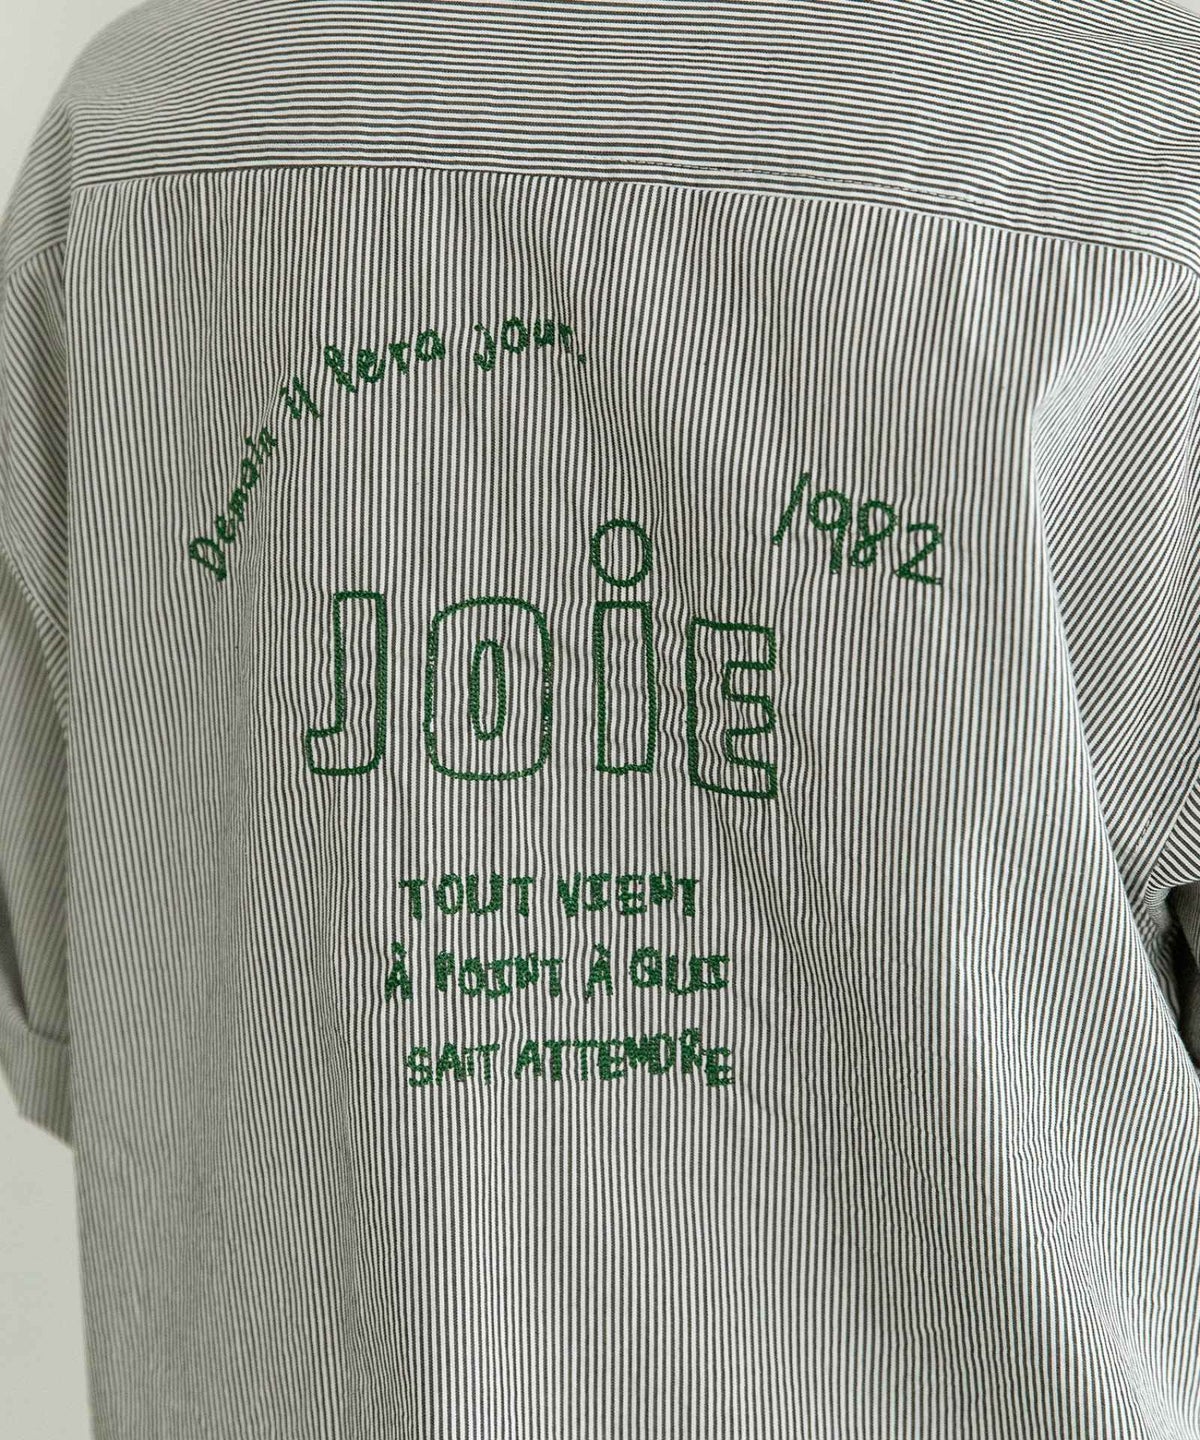 Demain il fera jour.
1982
JOiE
TOUT VIENT
À POINT À QUI
SAIT ATTENDRE